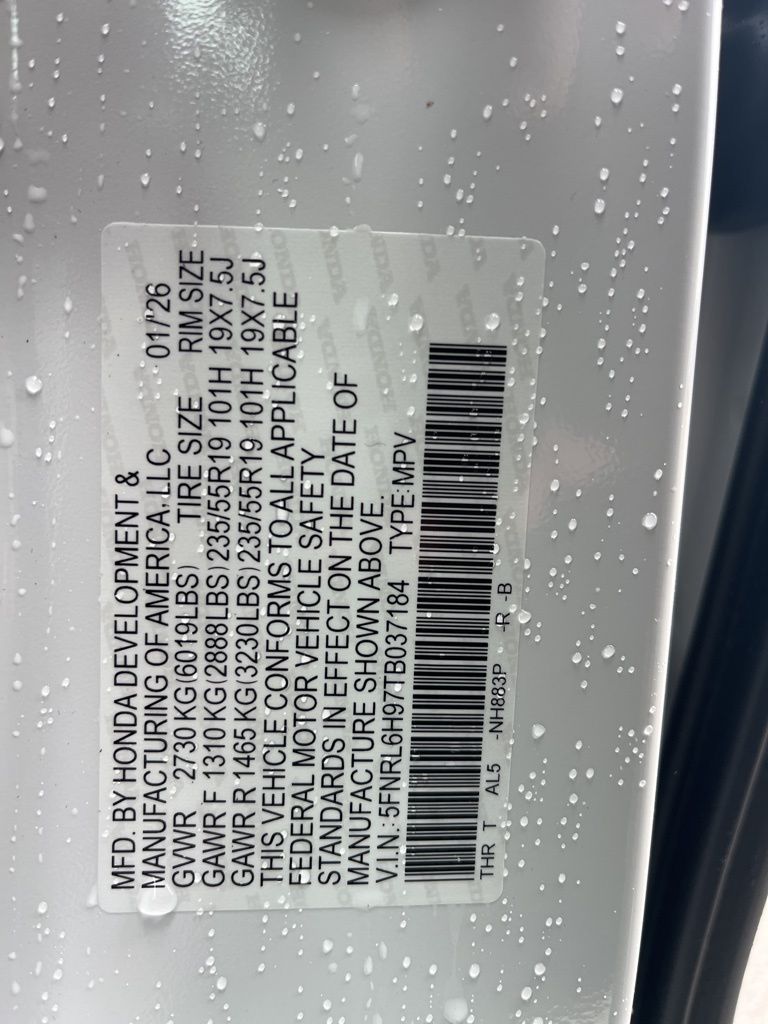 MFD. BY HONDA DEVELOPMENT &
MANUFACTURING OF AMERICA, LLC 01/26
GVWR 2730 KG(6019LBS) TIRE SIZE RIM SIZE
GAWR F 1310 KG(2888LBS)235/55R19 101H 19X7.5J
GAWR R 1465 KG(3230LBS)235/55R19 101H 19X7.5J
THIS VEHICLE CONFORMS TO ALL APPLICABLE
FEDERAL MOTOR VEHICLE SAFETY
STANDARDS IN EFFECT ON THE DATE OF
MANUFACTURE SHOWN ABOVE.
V.I.N.: 5FNRL6H97TB037184 TYPE: MPV
THR T AL5 -NH883P -R -B